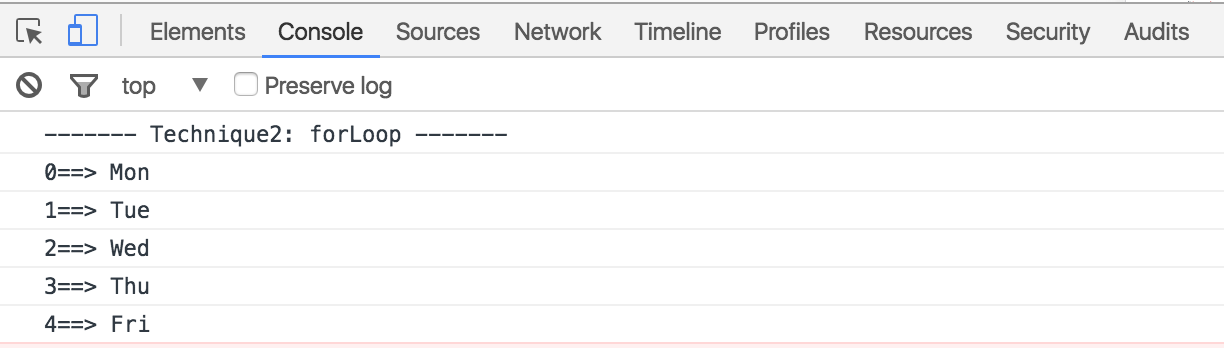 Elements Console Sources Network Timeline Profiles Resources Security Audits
top Preserve log
------- Technique2: forLoop -------
0==> Mon
1==> Tue
2==> Wed
3==> Thu
4==> Fri